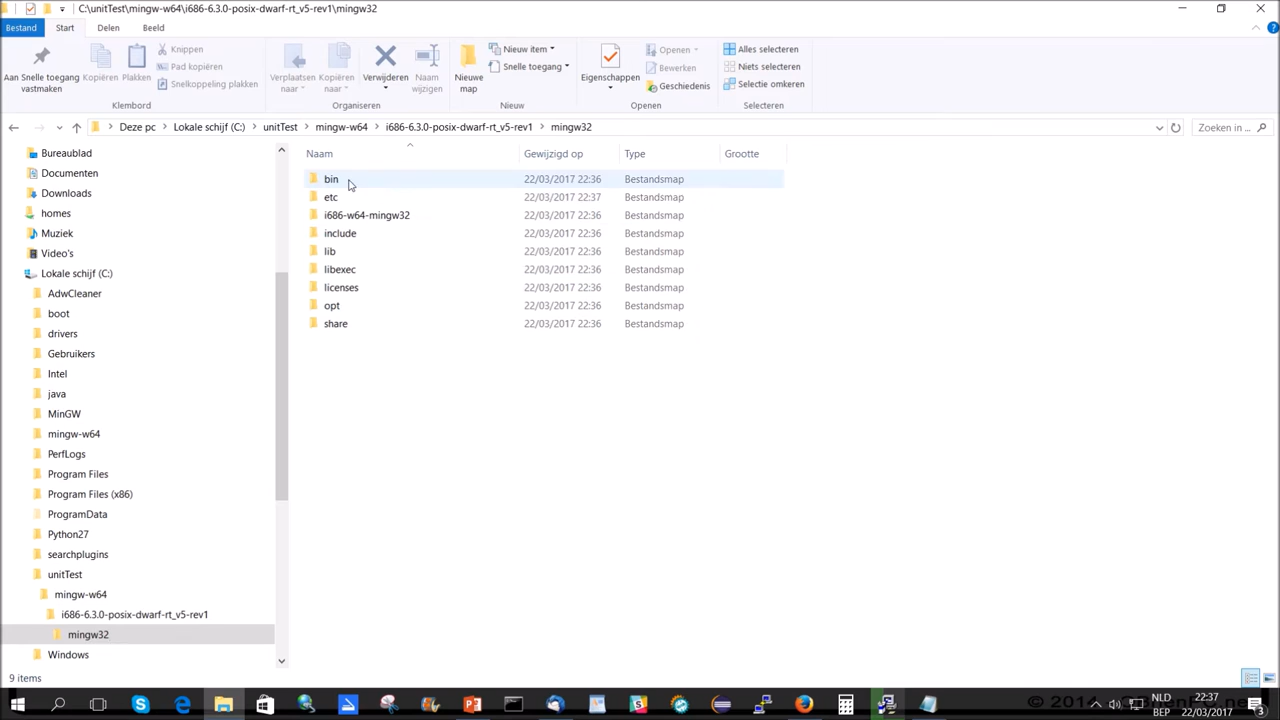 C:\unitTest\mingw-w64\i686-6.3.0-posix-dwarf-rt_v5-rev1\mingw32
Bestand Start Delen Beeld
Aan Snelle toegang vastmaken
Kopiëren
Plakken
Knippen
Pad kopiëren
Snelkoppeling plakken
Klembord
Verplaatsen naar
Kopiëren naar
Verwijderen
Naam wijzigen
Organiseren
Nieuwe map
Nieuw item
Snelle toegang
Nieuw
Eigenschappen
Openen
Bewerken
Geschiedenis
Openen
Alles selecteren
Niets selecteren
Selectie omkeren
Selecteren
Deze pc Lokale schijf (C:) unitTest mingw-w64 i686-6.3.0-posix-dwarf-rt_v5-rev1 mingw32
Zoeken in ...
Bureaublad
Documenten
Downloads
homes
Muziek
Video's
Lokale schijf (C:)
AdwCleaner
boot
drivers
Gebruikers
Intel
java
MinGW
mingw-w64
PerfLogs
Program Files
Program Files (x86)
ProgramData
Python27
searchplugins
unitTest
mingw-w64
i686-6.3.0-posix-dwarf-rt_v5-rev1
mingw32
Windows
Naam Gewijzigd op Type Grootte
bin 22/03/2017 22:36 Bestandsmap
etc 22/03/2017 22:37 Bestandsmap
i686-w64-mingw32 22/03/2017 22:36 Bestandsmap
include 22/03/2017 22:36 Bestandsmap
lib 22/03/2017 22:36 Bestandsmap
libexec 22/03/2017 22:36 Bestandsmap
licenses 22/03/2017 22:36 Bestandsmap
opt 22/03/2017 22:36 Bestandsmap
share 22/03/2017 22:36 Bestandsmap
9 items
© 2014
NLD
BEP
22:37
22/03/2017
3